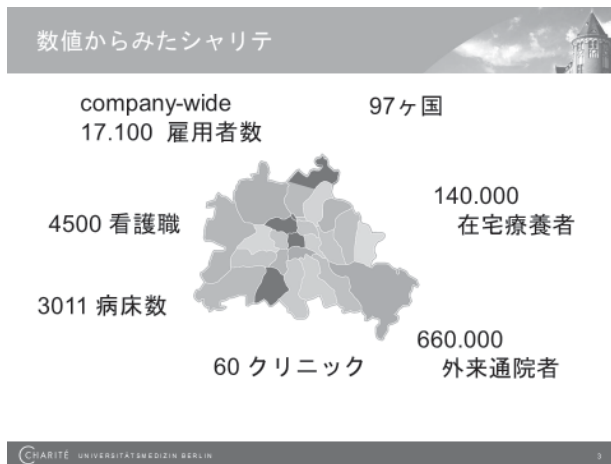 数値からみたシャリテ
company-wide
17.100 雇用者数
97ヶ国
140.000
在宅療養者
4500 看護職
3011 病床数
660.000
外来通院者
60 クリニック
CHARITÉ UNIVERSITÄTSMEDIZIN BERLIN
3